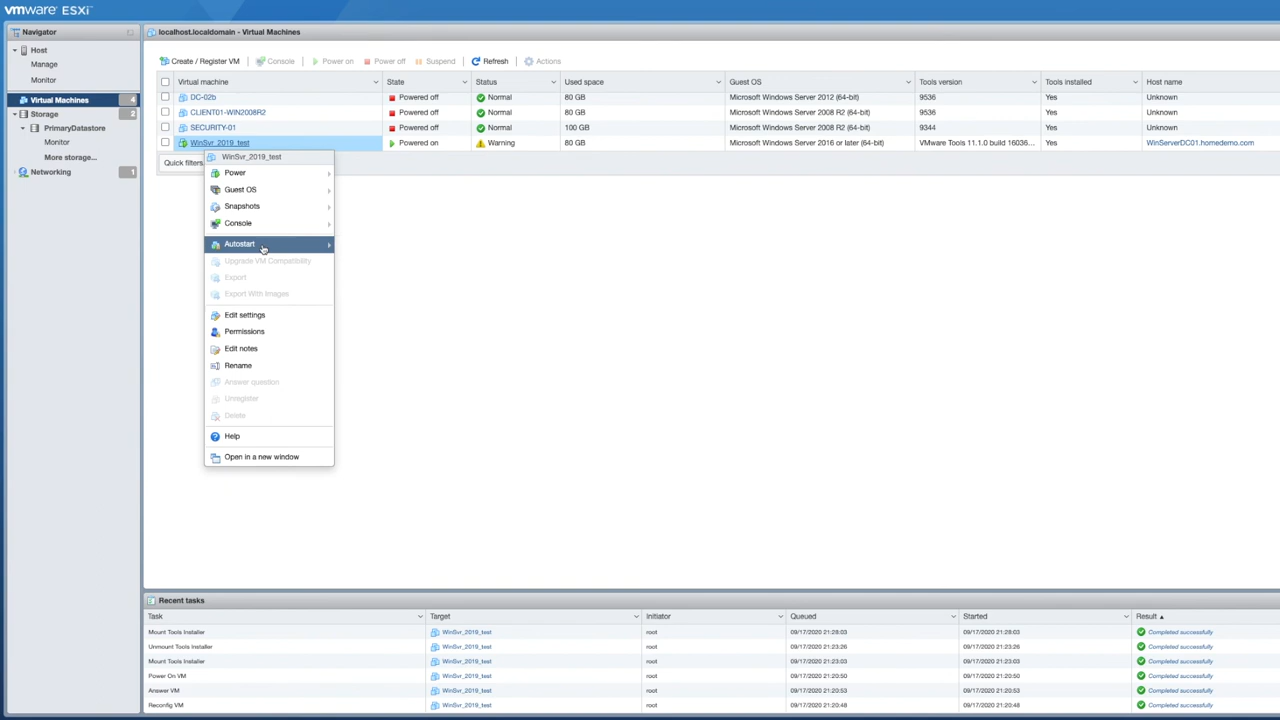 vmware ESXi
Navigator
localhost.localdomain - Virtual Machines
Host
Manage
Monitor
Virtual Machines 4
Storage 2
PrimaryDatastore
Monitor
More storage...
Networking 1
Create / Register VM Console Power on Power off Suspend Refresh Actions
Virtual machine State Status Used space Guest OS Tools version Tools installed Host name
DC-02b Powered off Normal 80 GB Microsoft Windows Server 2012 (64-bit) 9536 Yes Unknown
CLIENT01-WIN2008R2 Powered off Normal 80 GB Microsoft Windows Server 2008 R2 (64-bit) 9536 Yes Unknown
SECURITY-01 Powered off Normal 100 GB Microsoft Windows Server 2008 R2 (64-bit) 9344 Yes Unknown
WinSvr_2019_test Powered on Warning 80 GB Microsoft Windows Server 2016 or later (64-bit) VMware Tools 11.1.0 build 16036... Yes WinServerDC01.homedemo.com
Quick filters
WinSvr_2019_test
Power
Guest OS
Snapshots
Console
Autostart
Upgrade VM Compatibility
Export
Export With Images
Edit settings
Permissions
Edit notes
Rename
Answer question
Unregister
Delete
Help
Open in a new window
Recent tasks
Task Target Initiator Queued Started Result
Mount Tools Installer WinSvr_2019_test root 09/17/2020 21:28:03 09/17/2020 21:28:03 Completed successfully
Unmount Tools Installer WinSvr_2019_test root 09/17/2020 21:23:26 09/17/2020 21:23:26 Completed successfully
Mount Tools Installer WinSvr_2019_test root 09/17/2020 21:23:03 09/17/2020 21:23:03 Completed successfully
Power On VM WinSvr_2019_test root 09/17/2020 21:20:50 09/17/2020 21:20:50 Completed successfully
Answer VM WinSvr_2019_test root 09/17/2020 21:20:53 09/17/2020 21:20:53 Completed successfully
Reconfig VM WinSvr_2019_test root 09/17/2020 21:20:48 09/17/2020 21:20:48 Completed successfully